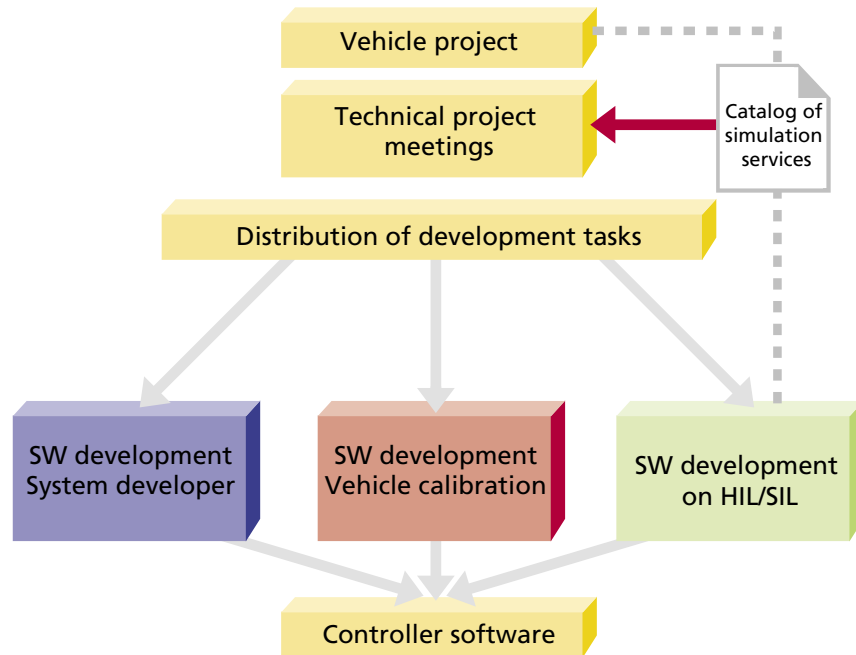 Vehicle project
Technical project
meetings
Catalog of
simulation
services
Distribution of development tasks
SW development
System developer
SW development
Vehicle calibration
SW development
on HIL/SIL
Controller software